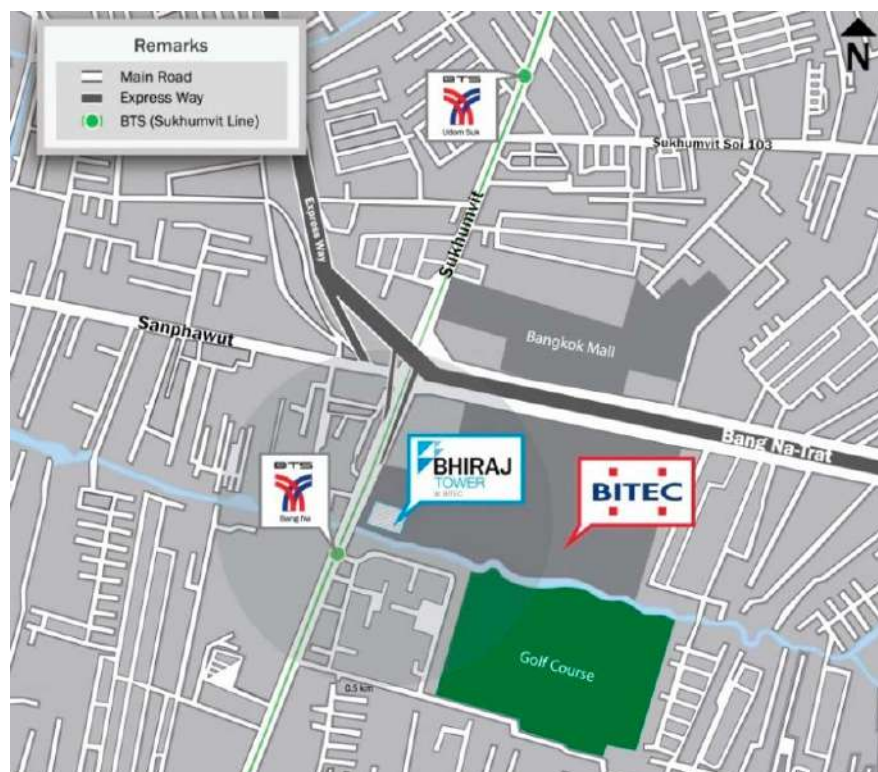 Remarks
Main Road
Express Way
BTS (Sukhumvit Line)
N
BTS
Udom Suk
Sukhumvit Soi 103
Express Way
Sukhumvit
Sanphawut
Bangkok Mall
Bang Na-Trat
BTS
Bang Na
BHIRAJ
TOWER
BITEC
Golf Course
0.5 km